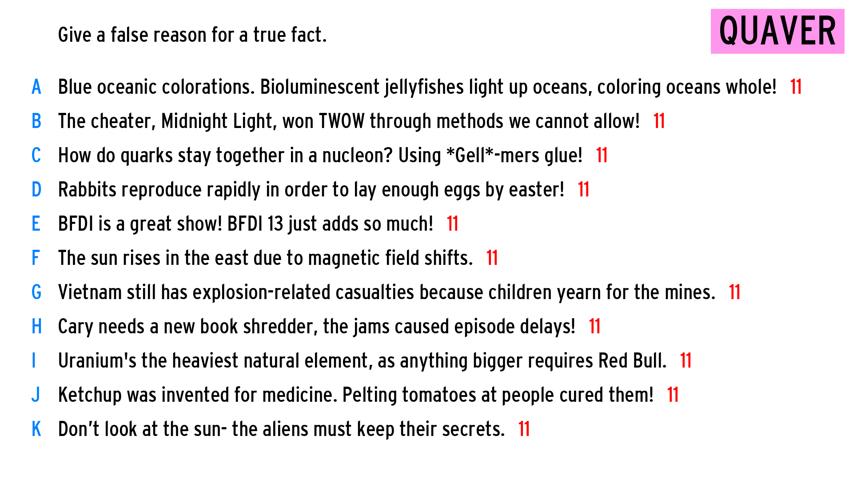 Give a false reason for a true fact.
QUAVER
A Blue oceanic colorations. Bioluminescent jellyfishes light up oceans, coloring oceans whole! 11
B The cheater, Midnight Light, won TWOW through methods we cannot allow! 11
C How do quarks stay together in a nucleon? Using *Gell*-mers glue! 11
D Rabbits reproduce rapidly in order to lay enough eggs by easter! 11
E BFDI is a great show! BFDI 13 just adds so much! 11
F The sun rises in the east due to magnetic field shifts. 11
G Vietnam still has explosion-related casualties because children yearn for the mines. 11
H Cary needs a new book shredder, the jams caused episode delays! 11
I Uranium's the heaviest natural element, as anything bigger requires Red Bull. 11
J Ketchup was invented for medicine. Pelting tomatoes at people cured them! 11
K Don’t look at the sun- the aliens must keep their secrets. 11